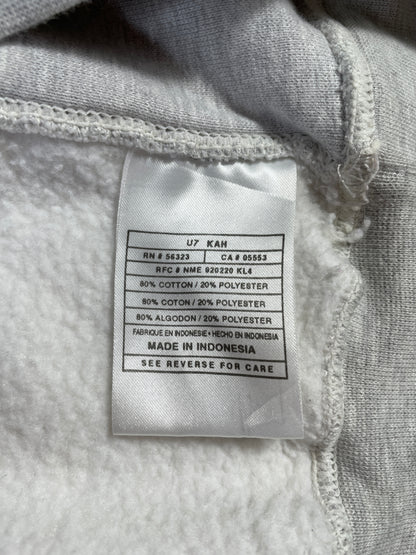 U7 KAH
RN # 56323 CA # 05553
RFC # NME 920220 KL4
80% COTTON / 20% POLYESTER
80% COTON / 20% POLYESTER
80% ALGODON / 20% POLYESTER
FABRIQUE EN INDONESIE • HECHO EN INDONESIA
MADE IN INDONESIA
SEE REVERSE FOR CARE